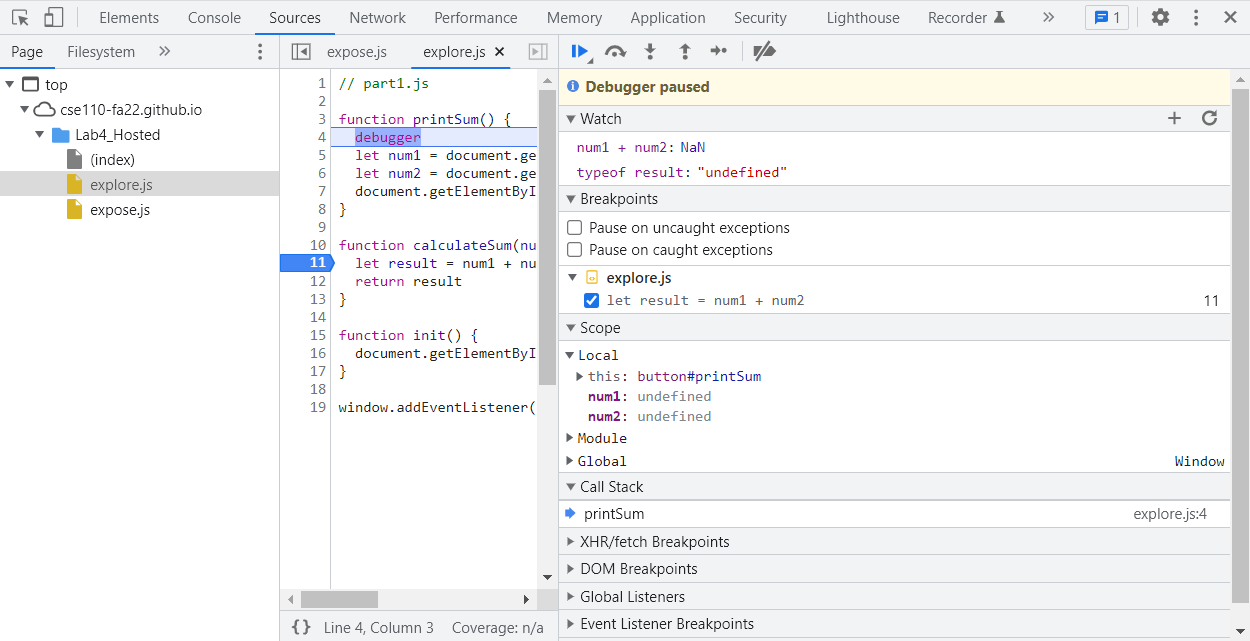 Elements Console Sources Network Performance Memory Application Security Lighthouse Recorder 1
Page Filesystem
expose.js explore.js
top
cse110-fa22.github.io
Lab4_Hosted
(index)
explore.js
expose.js
1 // part1.js
2
3 function printSum() {
4 debugger
5 let num1 = document.ge
6 let num2 = document.ge
7 document.getElementByI
8 }
9
10 function calculateSum(nu
11 let result = num1 + nu
12 return result
13 }
14
15 function init() {
16 document.getElementByI
17 }
18
19 window.addEventListener(
{} Line 4, Column 3 Coverage: n/a
Debugger paused
Watch
num1 + num2: NaN
typeof result: "undefined"
Breakpoints
Pause on uncaught exceptions
Pause on caught exceptions
explore.js
let result = num1 + num2 11
Scope
Local
this: button#printSum
num1: undefined
num2: undefined
Module
Global Window
Call Stack
printSum explore.js:4
XHR/fetch Breakpoints
DOM Breakpoints
Global Listeners
Event Listener Breakpoints